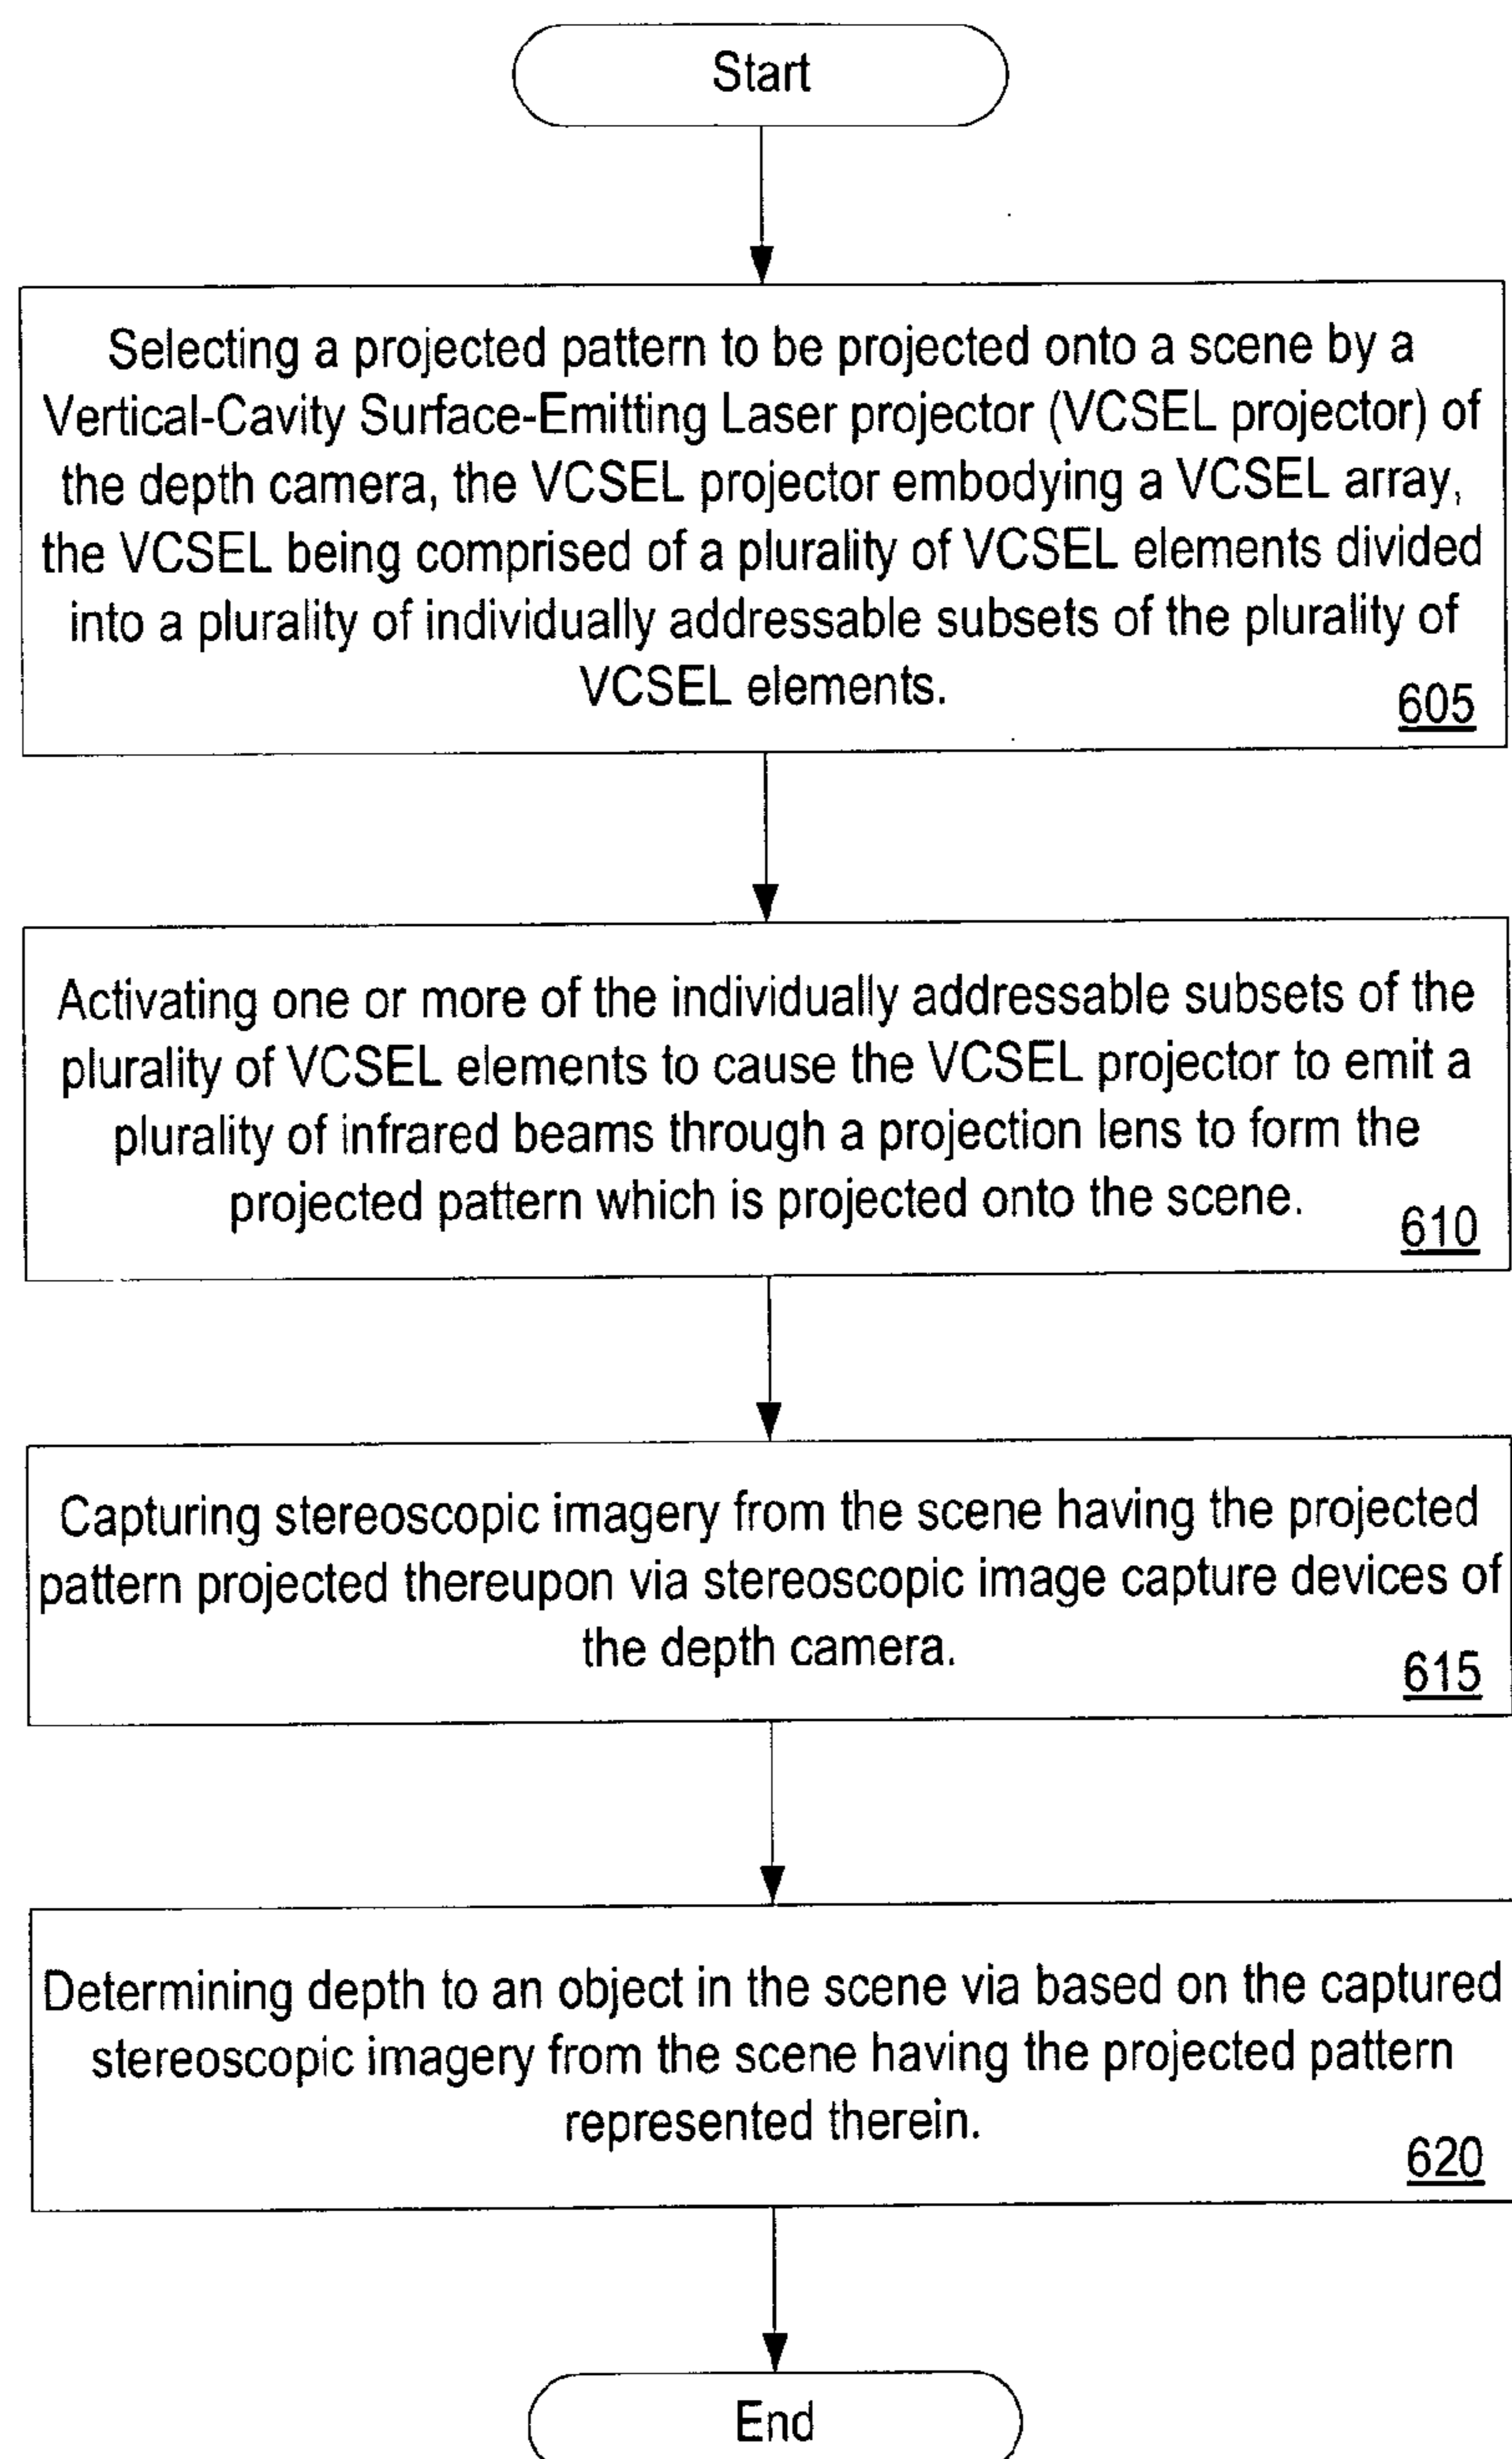 Start
Selecting a projected pattern to be projected onto a scene by a
Vertical-Cavity Surface-Emitting Laser projector (VCSEL projector) of
the depth camera, the VCSEL projector embodying a VCSEL array,
the VCSEL being comprised of a plurality of VCSEL elements divided
into a plurality of individually addressable subsets of the plurality of
VCSEL elements.
605
Activating one or more of the individually addressable subsets of the
plurality of VCSEL elements to cause the VCSEL projector to emit a
plurality of infrared beams through a projection lens to form the
projected pattern which is projected onto the scene.
610
Capturing stereoscopic imagery from the scene having the projected
pattern projected thereupon via stereoscopic image capture devices of
the depth camera.
615
Determining depth to an object in the scene via based on the captured
stereoscopic imagery from the scene having the projected pattern
represented therein.
620
End